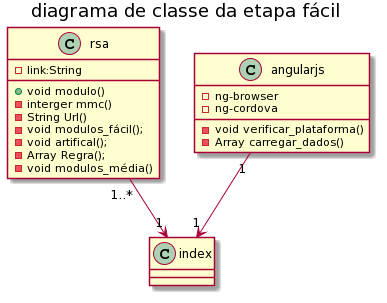 diagrama de classe da etapa fácil
C rsa
link:String
void modulo()
interger mmc()
String Url()
void modulos_fácil();
void artifical();
Array Regra();
void modulos_média()
C angularjs
ng-browser
ng-cordova
void verificar_plataforma()
Array carregar_dados()
1..*
1
1
1
C index